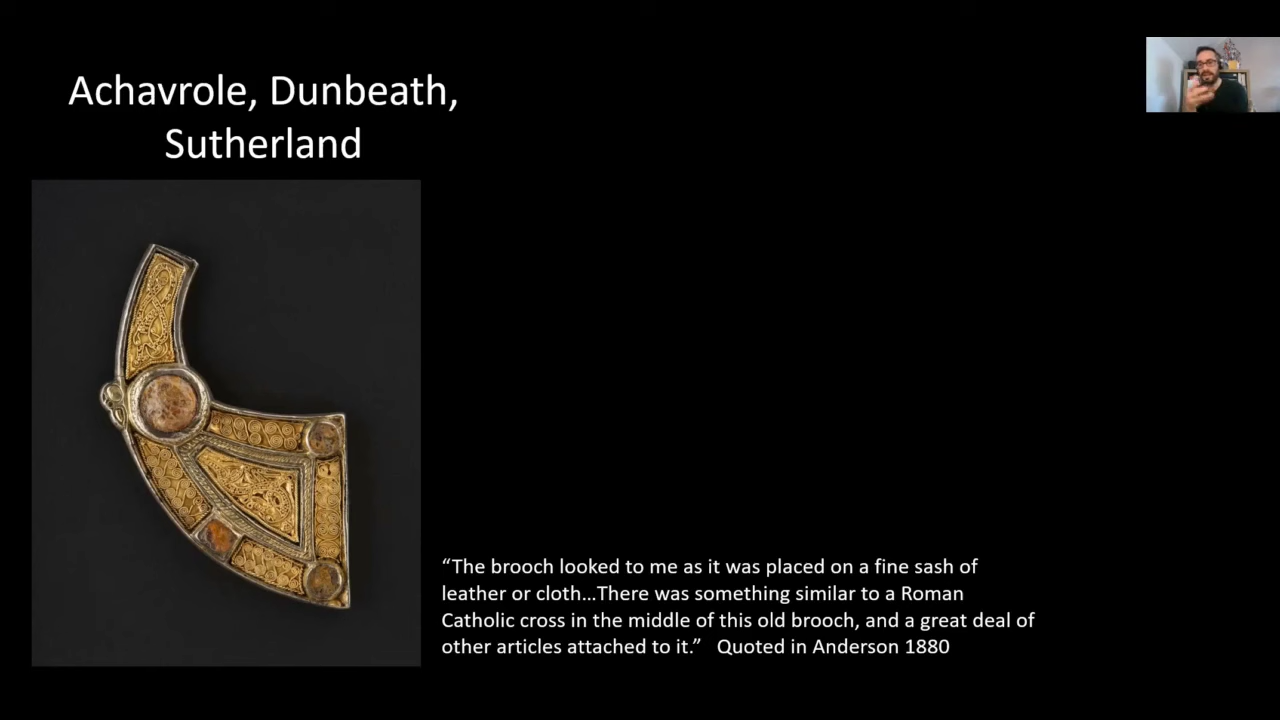 Achavrole, Dunbeath,
Sutherland
“The brooch looked to me as it was placed on a fine sash of
leather or cloth…There was something similar to a Roman
Catholic cross in the middle of this old brooch, and a great deal of
other articles attached to it.” Quoted in Anderson 1880